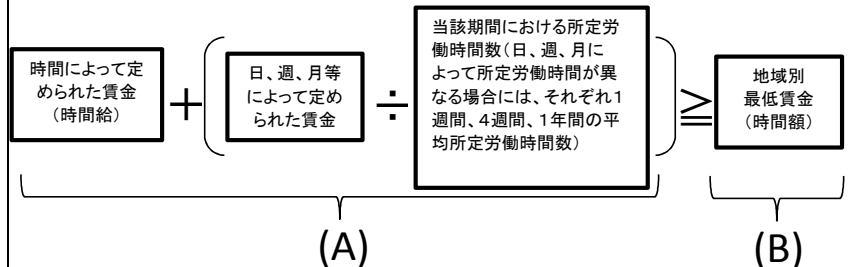 時間によって定
められた賃金
（時間給）
＋
日、週、月等
によって定め
られた賃金
÷
当該期間における所定労
働時間数（日、週、月に
よって所定労働時間が異
なる場合には、それぞれ１
週間、４週間、１年間の平
均所定労働時間数）
≧
地域別
最低賃金
（時間額）
(A)
(B)